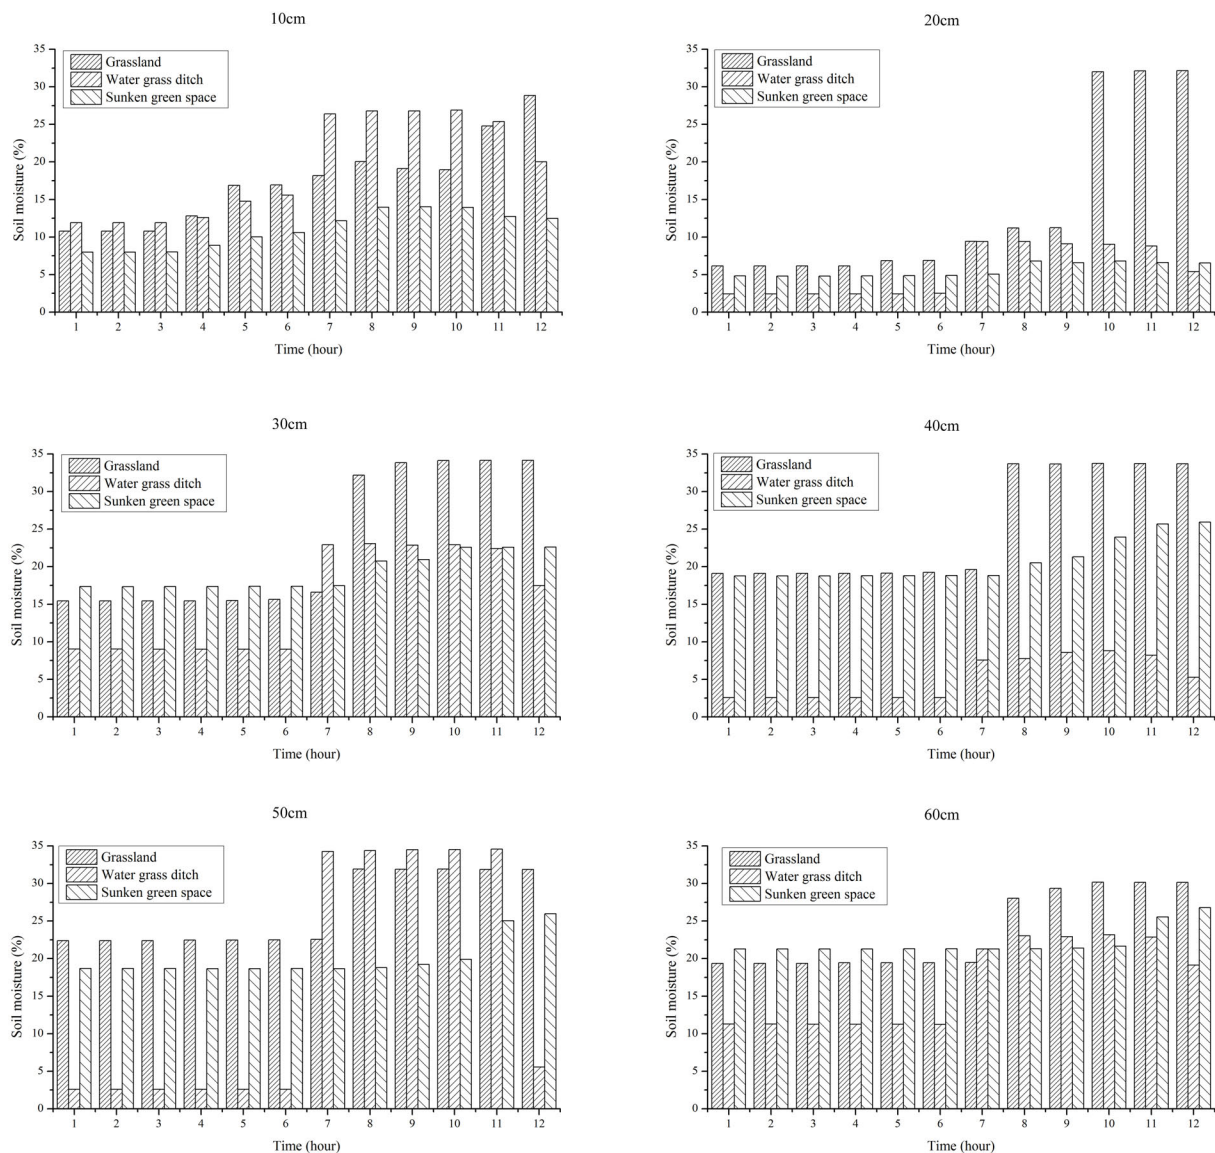 10cm
35
30
25
20
15
10
5
0
Soil moisture (%)
Grassland
Water grass ditch
Sunken green space
1 2 3 4 5 6 7 8 9 10 11 12
Time (hour)
20cm
35
30
25
20
15
10
5
0
Soil moisture (%)
Grassland
Water grass ditch
Sunken green space
1 2 3 4 5 6 7 8 9 10 11 12
Time (hour)
30cm
35
30
25
20
15
10
5
0
Soil moisture (%)
Grassland
Water grass ditch
Sunken green space
1 2 3 4 5 6 7 8 9 10 11 12
Time (hour)
40cm
35
30
25
20
15
10
5
0
Soil moisture (%)
Grassland
Water grass ditch
Sunken green space
1 2 3 4 5 6 7 8 9 10 11 12
Time (hour)
50cm
35
30
25
20
15
10
5
0
Soil moisture (%)
Grassland
Water grass ditch
Sunken green space
1 2 3 4 5 6 7 8 9 10 11 12
Time (hour)
60cm
35
30
25
20
15
10
5
0
Soil moisture (%)
Grassland
Water grass ditch
Sunken green space
1 2 3 4 5 6 7 8 9 10 11 12
Time (hour)